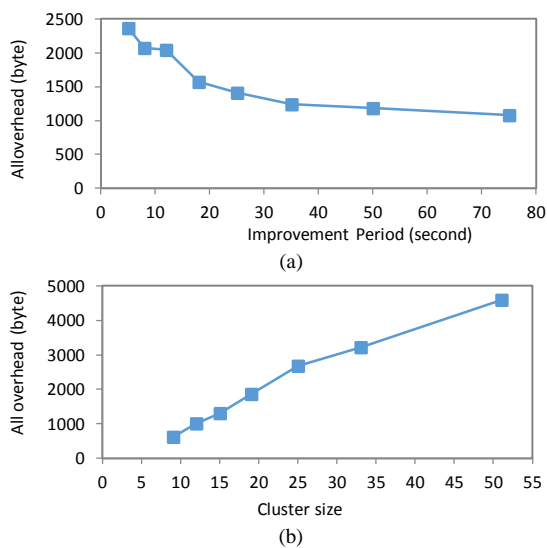 2500
2000
1500
1000
500
0
Alloverhead (byte)
0 10 20 30 40 50 60 70 80
Improvement Period (second)
(a)
5000
4000
3000
2000
1000
0
All overhead (byte)
0 5 10 15 20 25 30 35 40 45 50 55
Cluster size
(b)